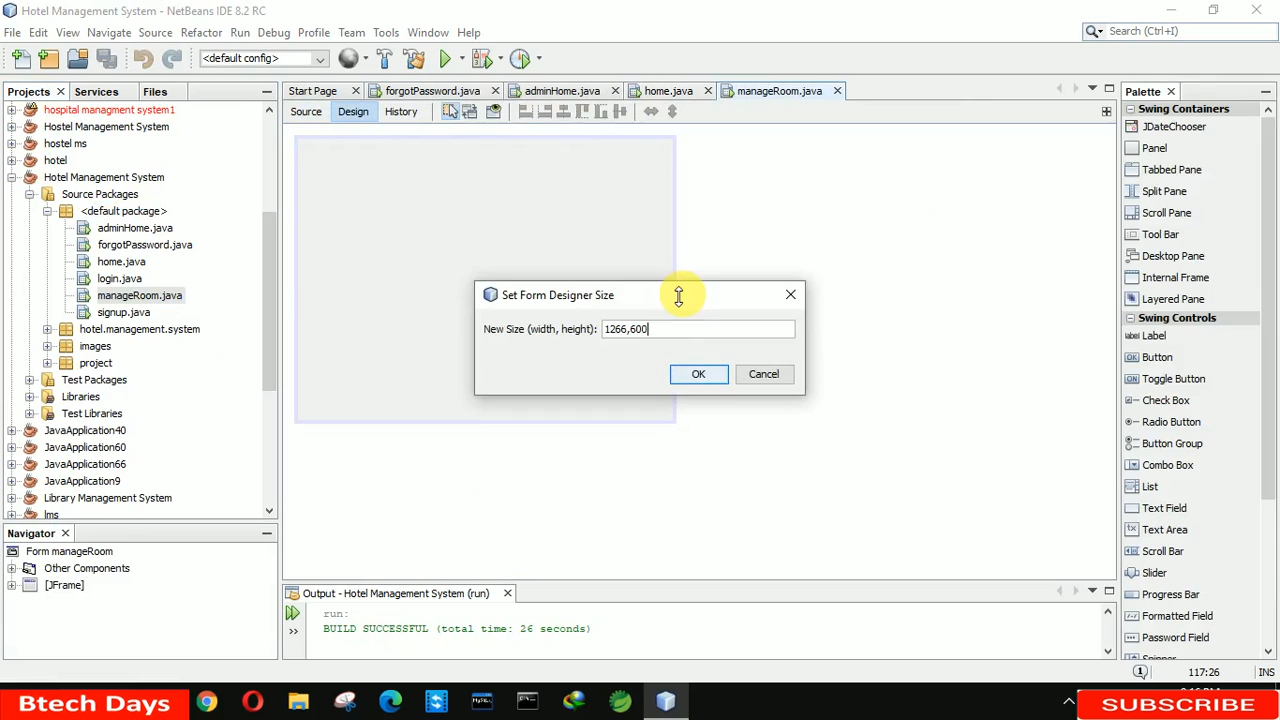 Hotel Management System - NetBeans IDE 8.2 RC
File Edit View Navigate Source Refactor Run Debug Profile Team Tools Window Help
Search (Ctrl+I)
<default config>
Projects Services Files
Start Page forgotPassword.java adminHome.java home.java manageRoom.java
Palette
Source Design History
hospital managment system1
Hostel Management System
hostel ms
hotel
Hotel Management System
Source Packages
<default package>
adminHome.java
forgotPassword.java
home.java
login.java
manageRoom.java
signup.java
hotel.management.system
images
project
Test Packages
Libraries
Test Libraries
JavaApplication40
JavaApplication60
JavaApplication66
JavaApplication9
Library Management System
lms
Set Form Designer Size
New Size (width, height): 1266,600
OK Cancel
Swing Containers
JDateChooser
Panel
Tabbed Pane
Split Pane
Scroll Pane
Tool Bar
Desktop Pane
Internal Frame
Layered Pane
Swing Controls
Label
OK Button
Toggle Button
Check Box
Radio Button
Button Group
Combo Box
List
Text Field
Text Area
Scroll Bar
Slider
Progress Bar
Formatted Field
Password Field
Spinner
Navigator
Form manageRoom
Other Components
[JFrame]
Output - Hotel Management System (run)
run:
BUILD SUCCESSFUL (total time: 26 seconds)
1 117:26 INS
Btech Days
SUBSCRIBE